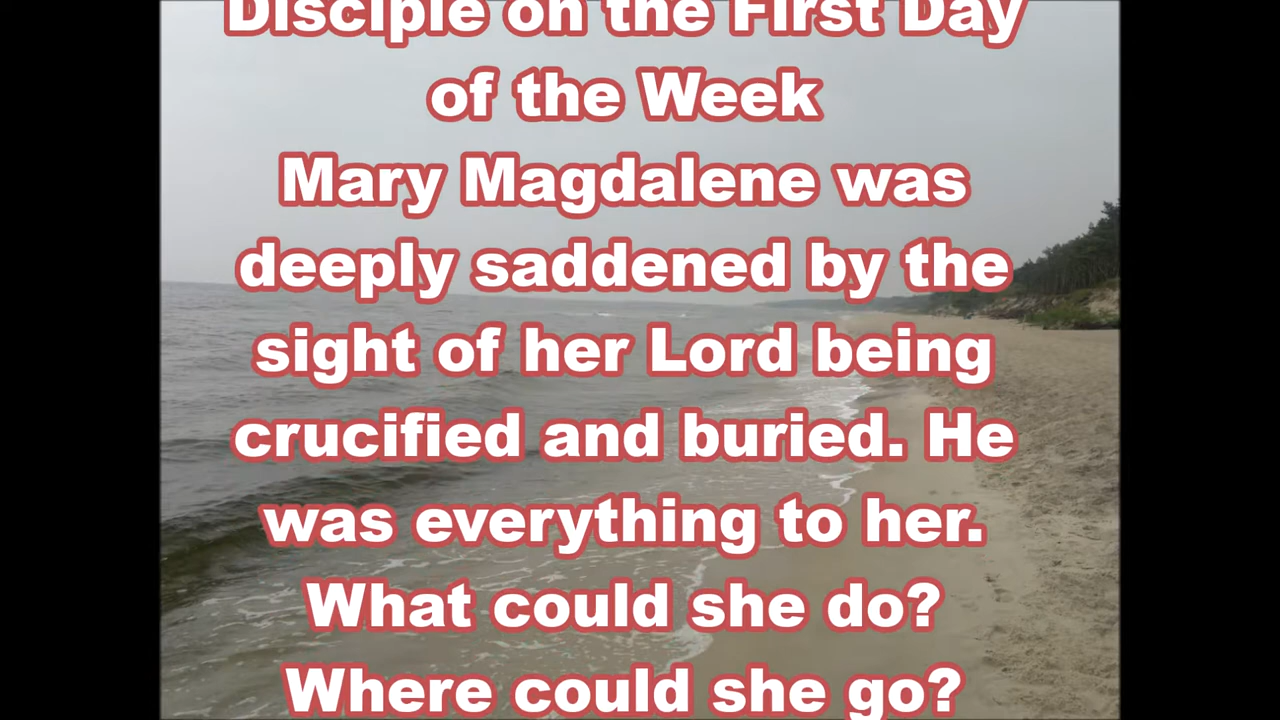 Disciple on the First Day
of the Week
Mary Magdalene was
deeply saddened by the
sight of her Lord being
crucified and buried. He
was everything to her.
What could she do?
Where could she go?